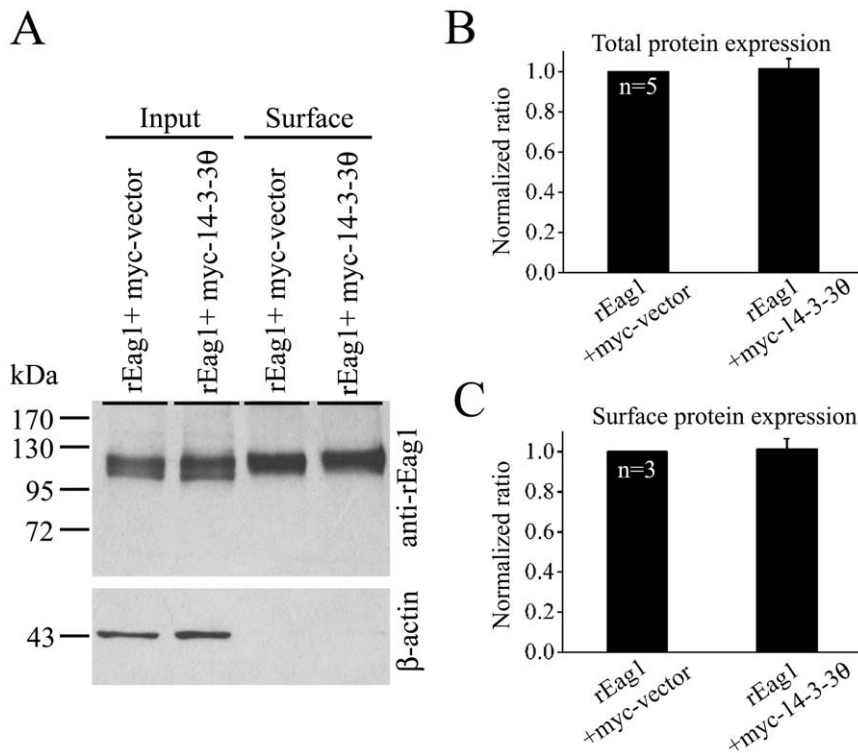 A
Input
Surface
rEag1+ myc-vector
rEag1+ myc-14-3-3θ
rEag1+ myc-vector
rEag1+ myc-14-3-3θ
kDa
170
130
95
72
43
anti-rEag1
β-actin
B
Total protein expression
Normalized ratio
1.0
0.8
0.6
0.4
0.2
0.0
n=5
rEag1
+myc-vector
rEag1
+myc-14-3-3θ
C
Surface protein expression
Normalized ratio
1.0
0.8
0.6
0.4
0.2
0.0
n=3
rEag1
+myc-vector
rEag1
+myc-14-3-3θ